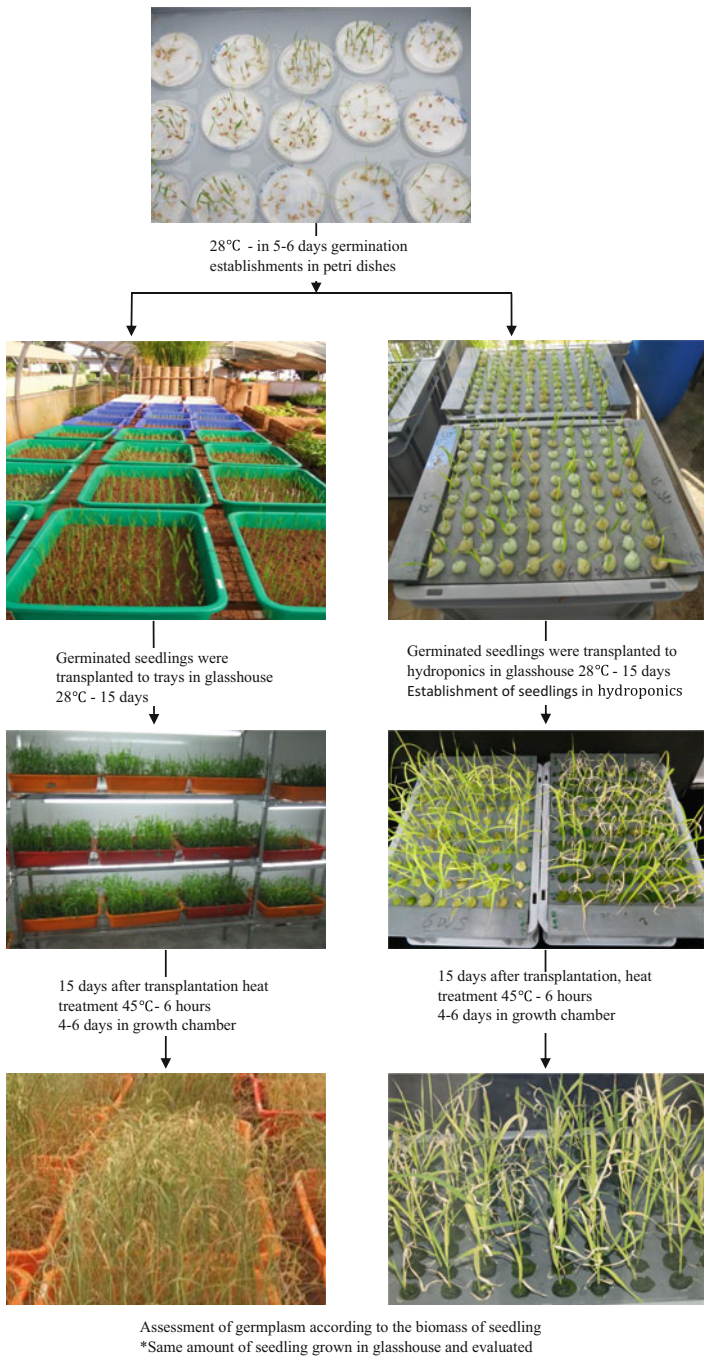 28℃ - in 5-6 days germination
establishments in petri dishes
Germinated seedlings were
transplanted to trays in glasshouse
28℃ - 15 days
Germinated seedlings were transplanted to
hydroponics in glasshouse 28℃ - 15 days
Establishment of seedlings in hydroponics
15 days after transplantation heat
treatment 45℃- 6 hours
4-6 days in growth chamber
15 days after transplantation, heat
treatment 45℃ - 6 hours
4-6 days in growth chamber
Assessment of germplasm according to the biomass of seedling
*Same amount of seedling grown in glasshouse and evaluated